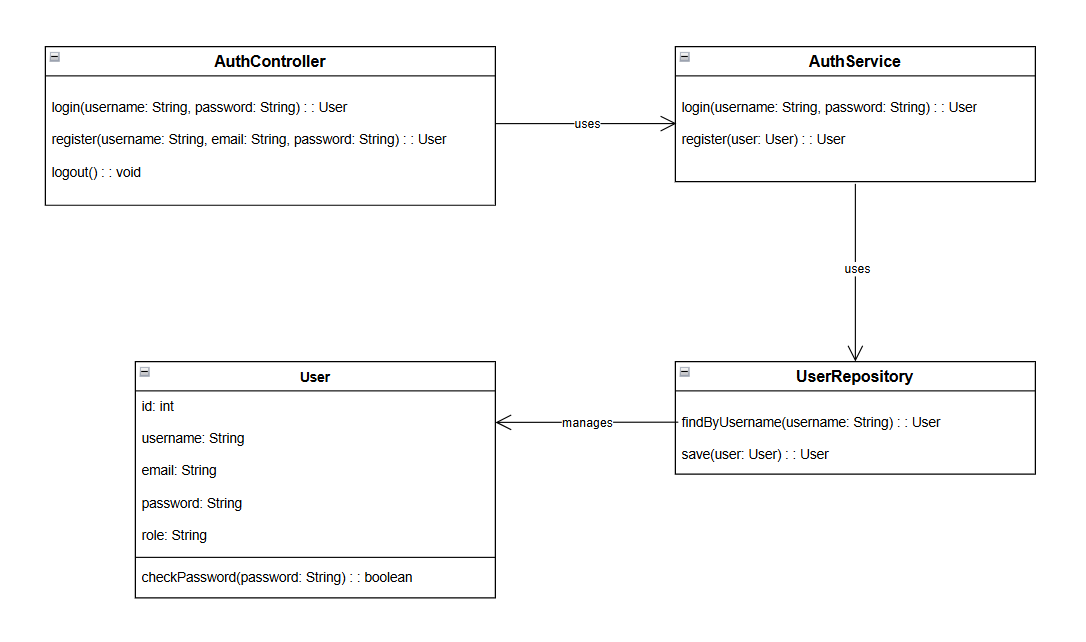 AuthController
login(username: String, password: String) : : User
register(username: String, email: String, password: String) : : User
logout() : : void
uses
AuthService
login(username: String, password: String) : : User
register(user: User) : : User
uses
User
id: int
username: String
email: String
password: String
role: String
checkPassword(password: String) : : boolean
manages
UserRepository
findByUsername(username: String) : : User
save(user: User) : : User